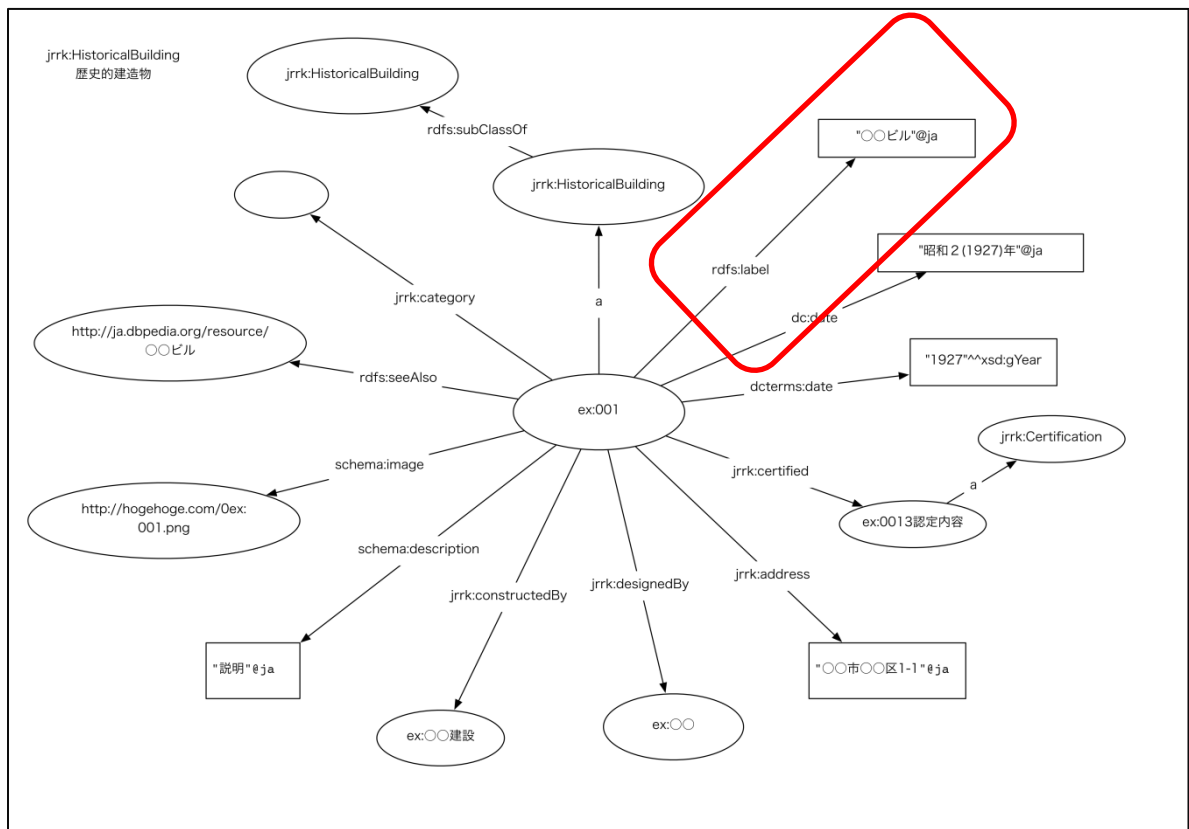 jrrk:HistoricalBuilding
歴史的建造物
jrrk:HistoricalBuilding
rdfs:subClassOf
jrrk:HistoricalBuilding
"○○ビル"@ja
rdfs:label
"昭和２(1927)年"@ja
a
dc:date
jrrk:category
http://ja.dbpedia.org/resource/
○○ビル
rdfs:seeAlso
"1927"^^xsd:gYear
dcterms:date
ex:001
jrrk:Certification
a
jrrk:certified
ex:0013認定内容
schema:image
http://hogehoge.com/0ex:
001.png
schema:description
jrrk:constructedBy
jrrk:designedBy
jrrk:address
"説明"@ja
"○○市○○区1-1"@ja
ex:○○建設
ex:○○